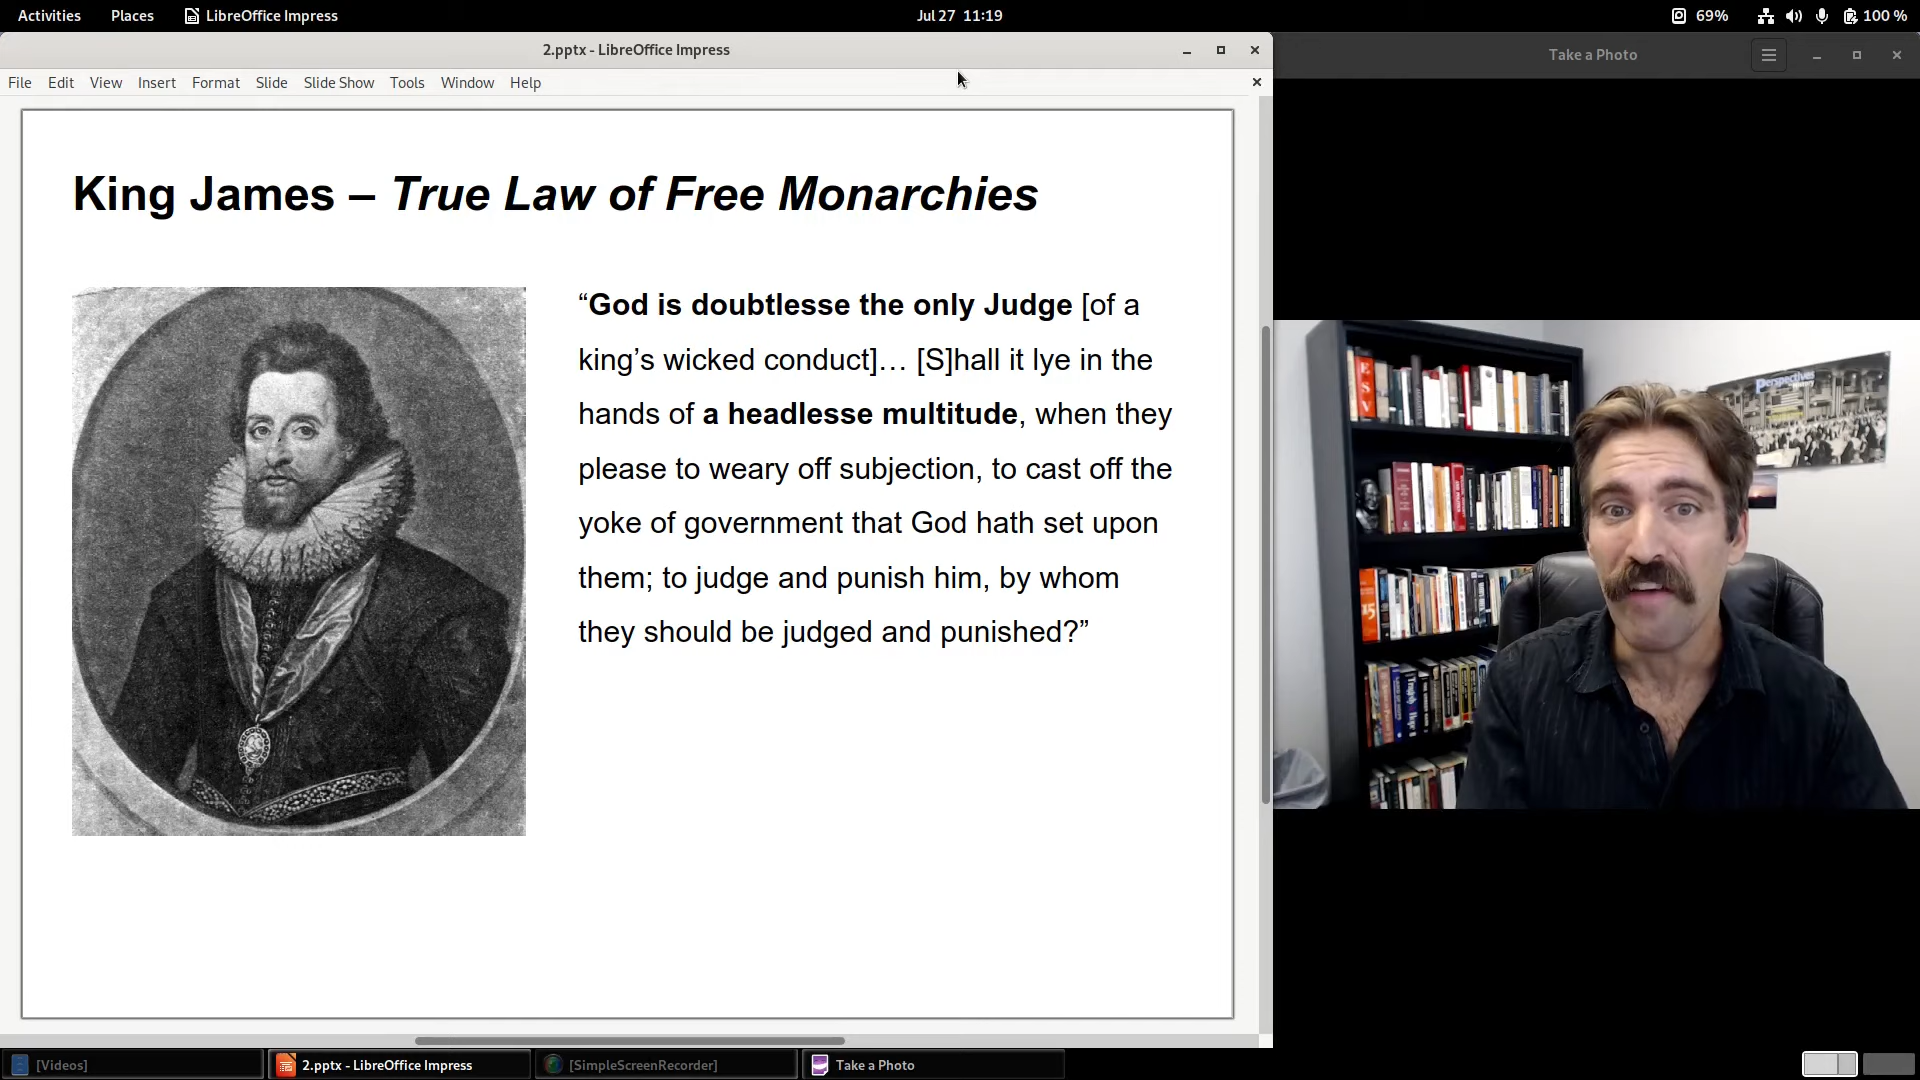 Activities Places LibreOffice Impress Jul 27 11:19 69% 100 %
2.pptx - LibreOffice Impress
File Edit View Insert Format Slide Slide Show Tools Window Help
King James – True Law of Free Monarchies
“God is doubtlesse the only Judge [of a
king’s wicked conduct]… [S]hall it lye in the
hands of a headlesse multitude, when they
please to weary off subjection, to cast off the
yoke of government that God hath set upon
them; to judge and punish him, by whom
they should be judged and punished?”
Take a Photo
Perspectives
ESV
[Videos] 2.pptx - LibreOffice Impress [SimpleScreenRecorder] Take a Photo